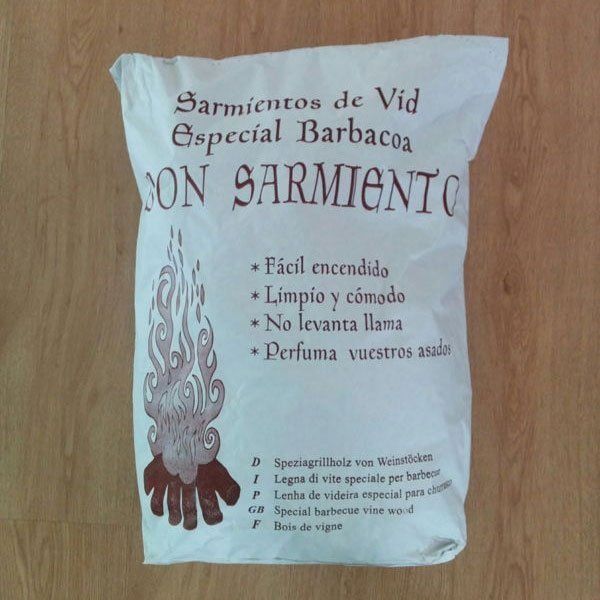 Sarmientos de Vid
Especial Barbacoa
DON SARMIENTO
* Fácil encendido
* Limpio y cómodo
* No levanta llama
* Perfuma vuestros asados
D Speziagrillholz von Weinstöcken
I Legna di vite speciale per barbecue
P Lenha de videira especial para churrasco
GB Special barbecue vine wood
F Bois de vigne